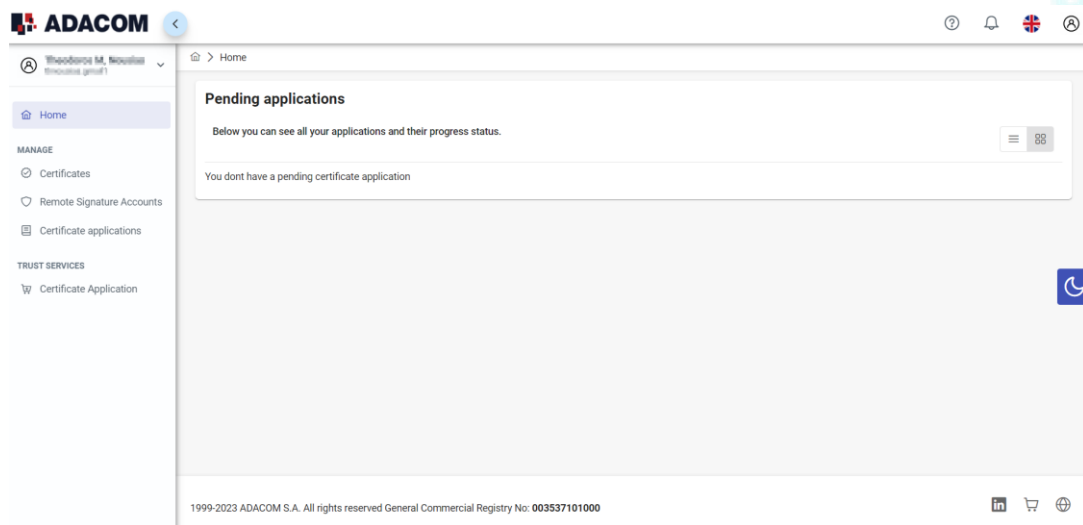 ADACOM
Home
Home
MANAGE
Certificates
Remote Signature Accounts
Certificate applications
TRUST SERVICES
Certificate Application
Pending applications
Below you can see all your applications and their progress status.
You dont have a pending certificate application
1999-2023 ADACOM S.A. All rights reserved General Commercial Registry No: 003537101000